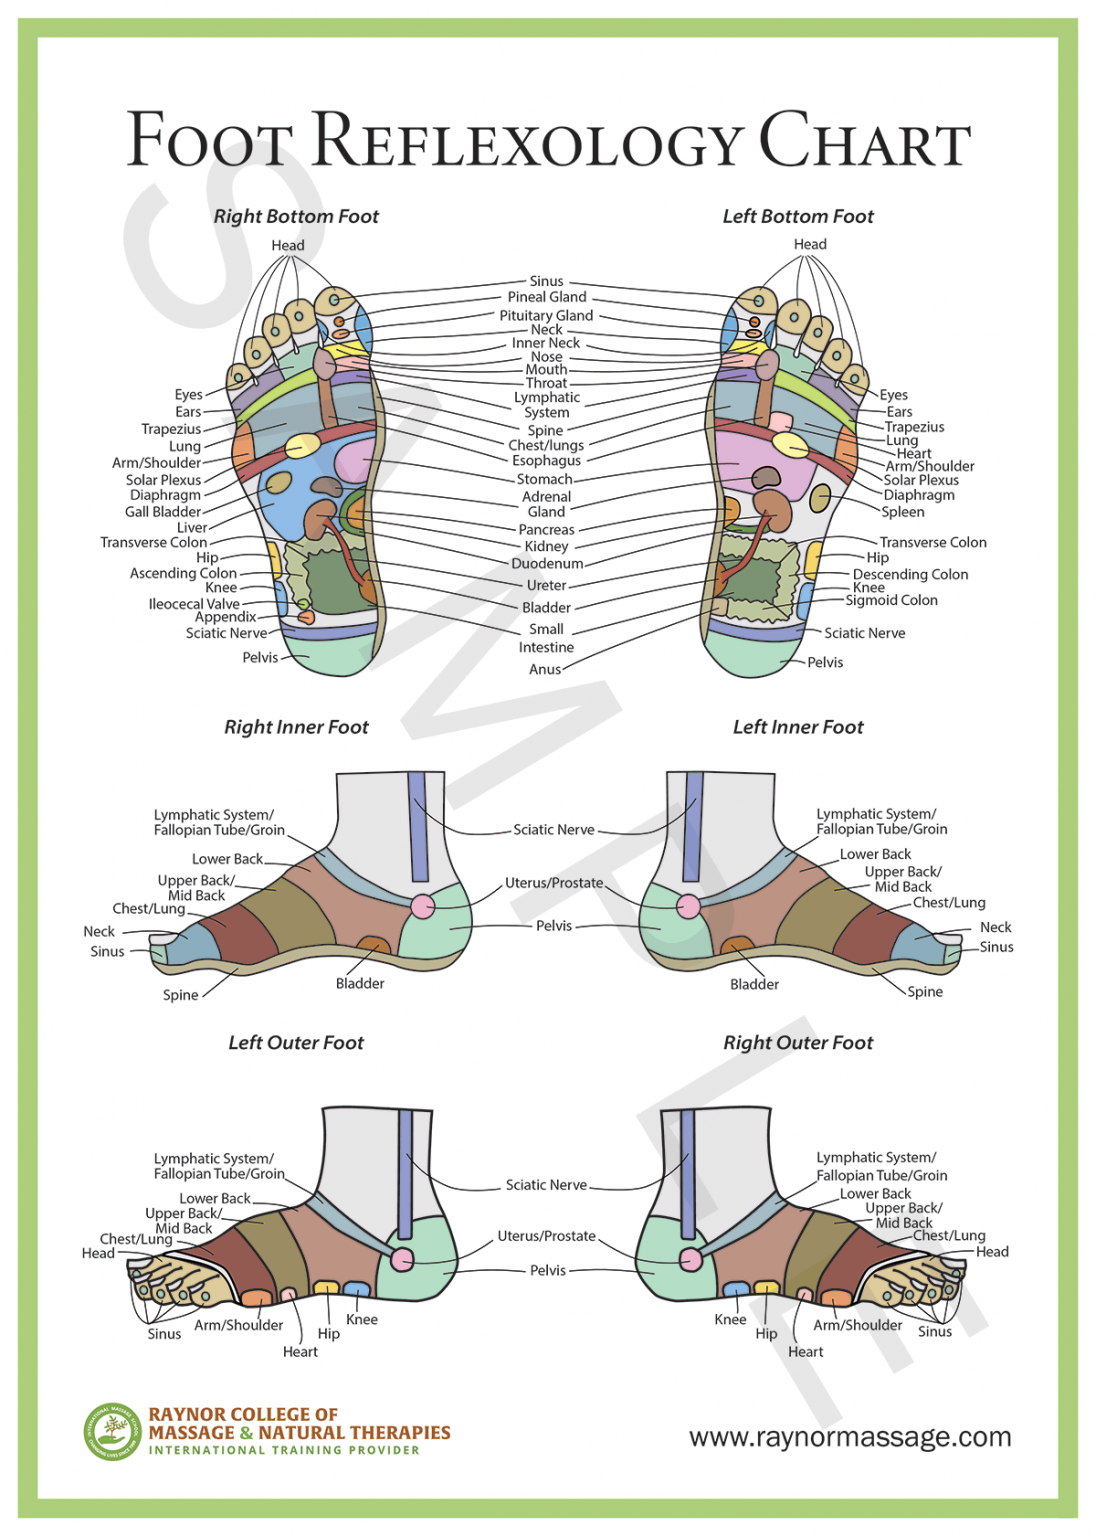 FOOT REFLEXOLOGY CHART
Right Bottom Foot
Left Bottom Foot
Head
Head
Sinus
Pineal Gland
Pituitary Gland
Neck
Inner Neck
Nose
Mouth
Throat
Lymphatic
System
Spine
Chest/lungs
Esophagus
Stomach
Adrenal
Gland
Pancreas
Kidney
Duodenum
Ureter
Bladder
Small
Intestine
Anus
Eyes
Ears
Trapezius
Lung
Arm/Shoulder
Solar Plexus
Diaphragm
Gall Bladder
Liver
Transverse Colon
Hip
Ascending Colon
Knee
Ileocecal Valve
Appendix
Sciatic Nerve
Pelvis
Eyes
Ears
Trapezius
Lung
Heart
Arm/Shoulder
Solar Plexus
Diaphragm
Spleen
Transverse Colon
Hip
Descending Colon
Knee
Sigmoid Colon
Sciatic Nerve
Pelvis
Right Inner Foot
Left Inner Foot
Lymphatic System/
Fallopian Tube/Groin
Lower Back
Upper Back/
Mid Back
Chest/Lung
Neck
Sinus
Spine
Bladder
Sciatic Nerve
Uterus/Prostate
Pelvis
Lymphatic System/
Fallopian Tube/Groin
Lower Back
Upper Back/
Mid Back
Chest/Lung
Neck
Sinus
Spine
Bladder
Left Outer Foot
Right Outer Foot
Lymphatic System/
Fallopian Tube/Groin
Lower Back
Upper Back/
Mid Back
Chest/Lung
Head
Sinus
Arm/Shoulder
Heart
Hip
Knee
Sciatic Nerve
Uterus/Prostate
Pelvis
Lymphatic System/
Fallopian Tube/Groin
Lower Back
Upper Back/
Mid Back
Chest/Lung
Head
Knee
Hip
Heart
Arm/Shoulder
Sinus
SAMPLE
RAYNOR COLLEGE OF
MASSAGE & NATURAL THERAPIES
INTERNATIONAL TRAINING PROVIDER
www.raynormassage.com